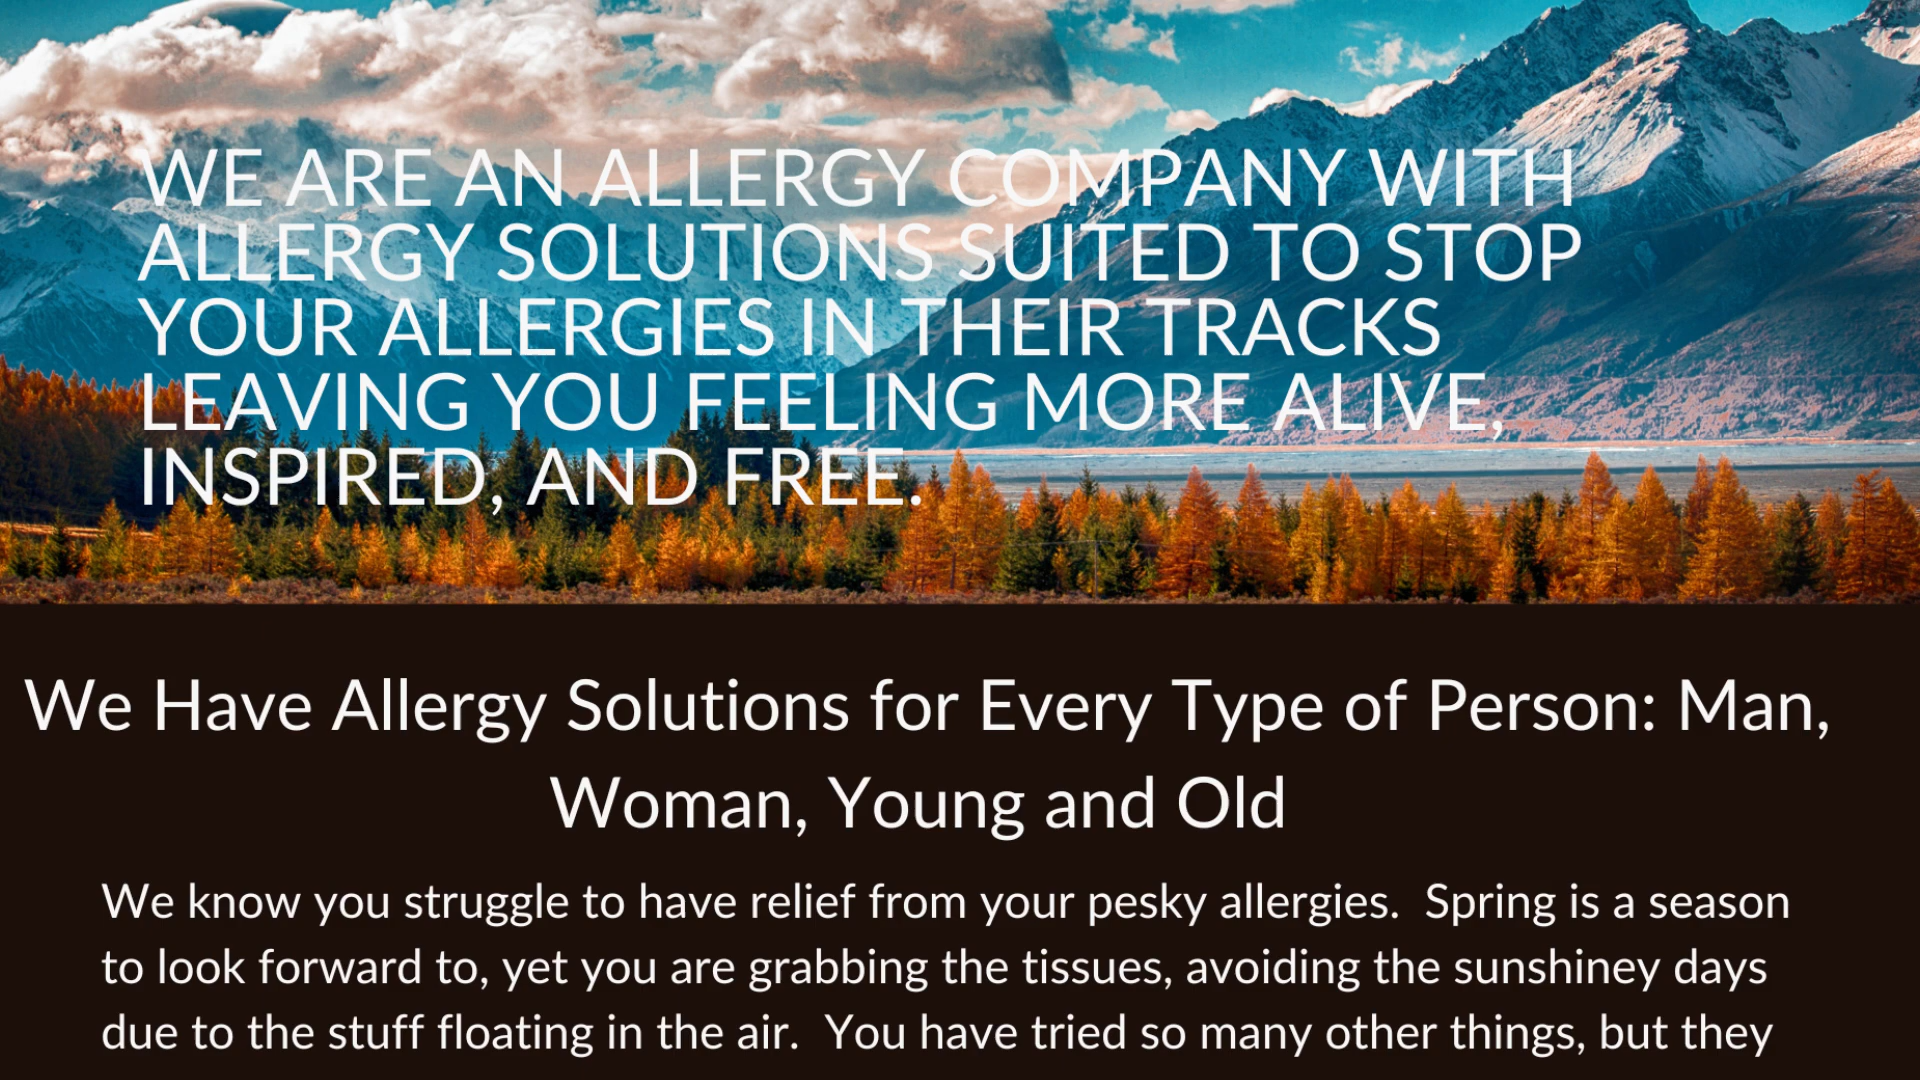 WE ARE AN ALLERGY COMPANY WITH
ALLERGY SOLUTIONS SUITED TO STOP
YOUR ALLERGIES IN THEIR TRACKS
LEAVING YOU FEELING MORE ALIVE,
INSPIRED, AND FREE.
We Have Allergy Solutions for Every Type of Person: Man,
Woman, Young and Old
We know you struggle to have relief from your pesky allergies.  Spring is a season
to look forward to, yet you are grabbing the tissues, avoiding the sunshiney days
due to the stuff floating in the air.  You have tried so many other things, but they